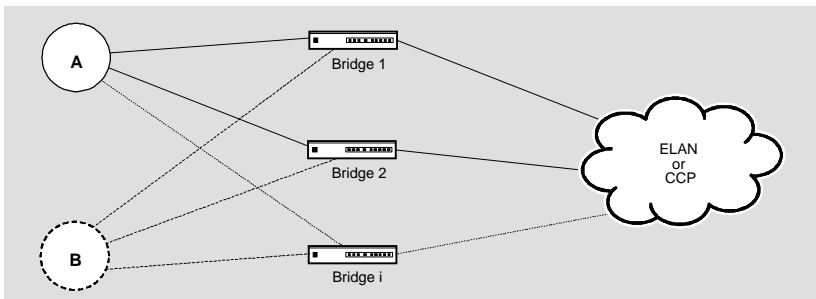 A
Bridge 1
Bridge 2
ELAN
or
CCP
B
Bridge i